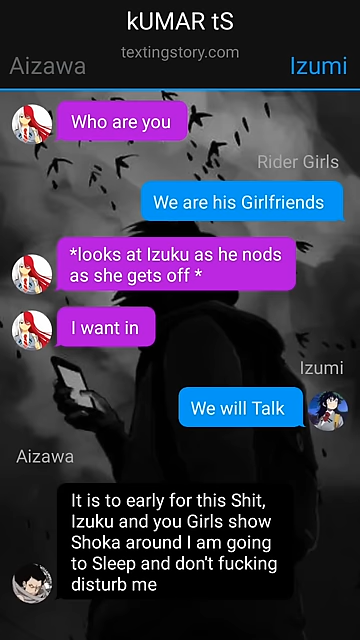 kUMAR tS
textingstory.com
Aizawa
Izumi
Who are you
Rider Girls
We are his Girlfriends
*looks at Izuku as he nods
as she gets off *
I want in
Izumi
We will Talk
Aizawa
It is to early for this Shit,
Izuku and you Girls show
Shoka around I am going
to Sleep and don't fucking
disturb me